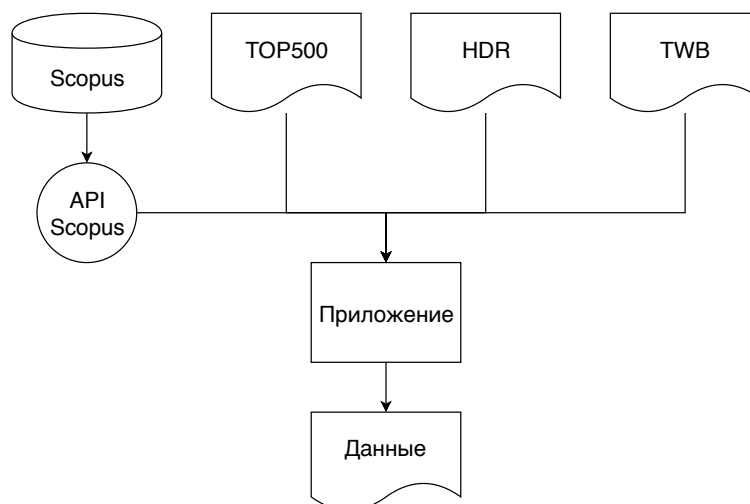 Scopus
TOP500
HDR
TWB
API
Scopus
Приложение
Данные